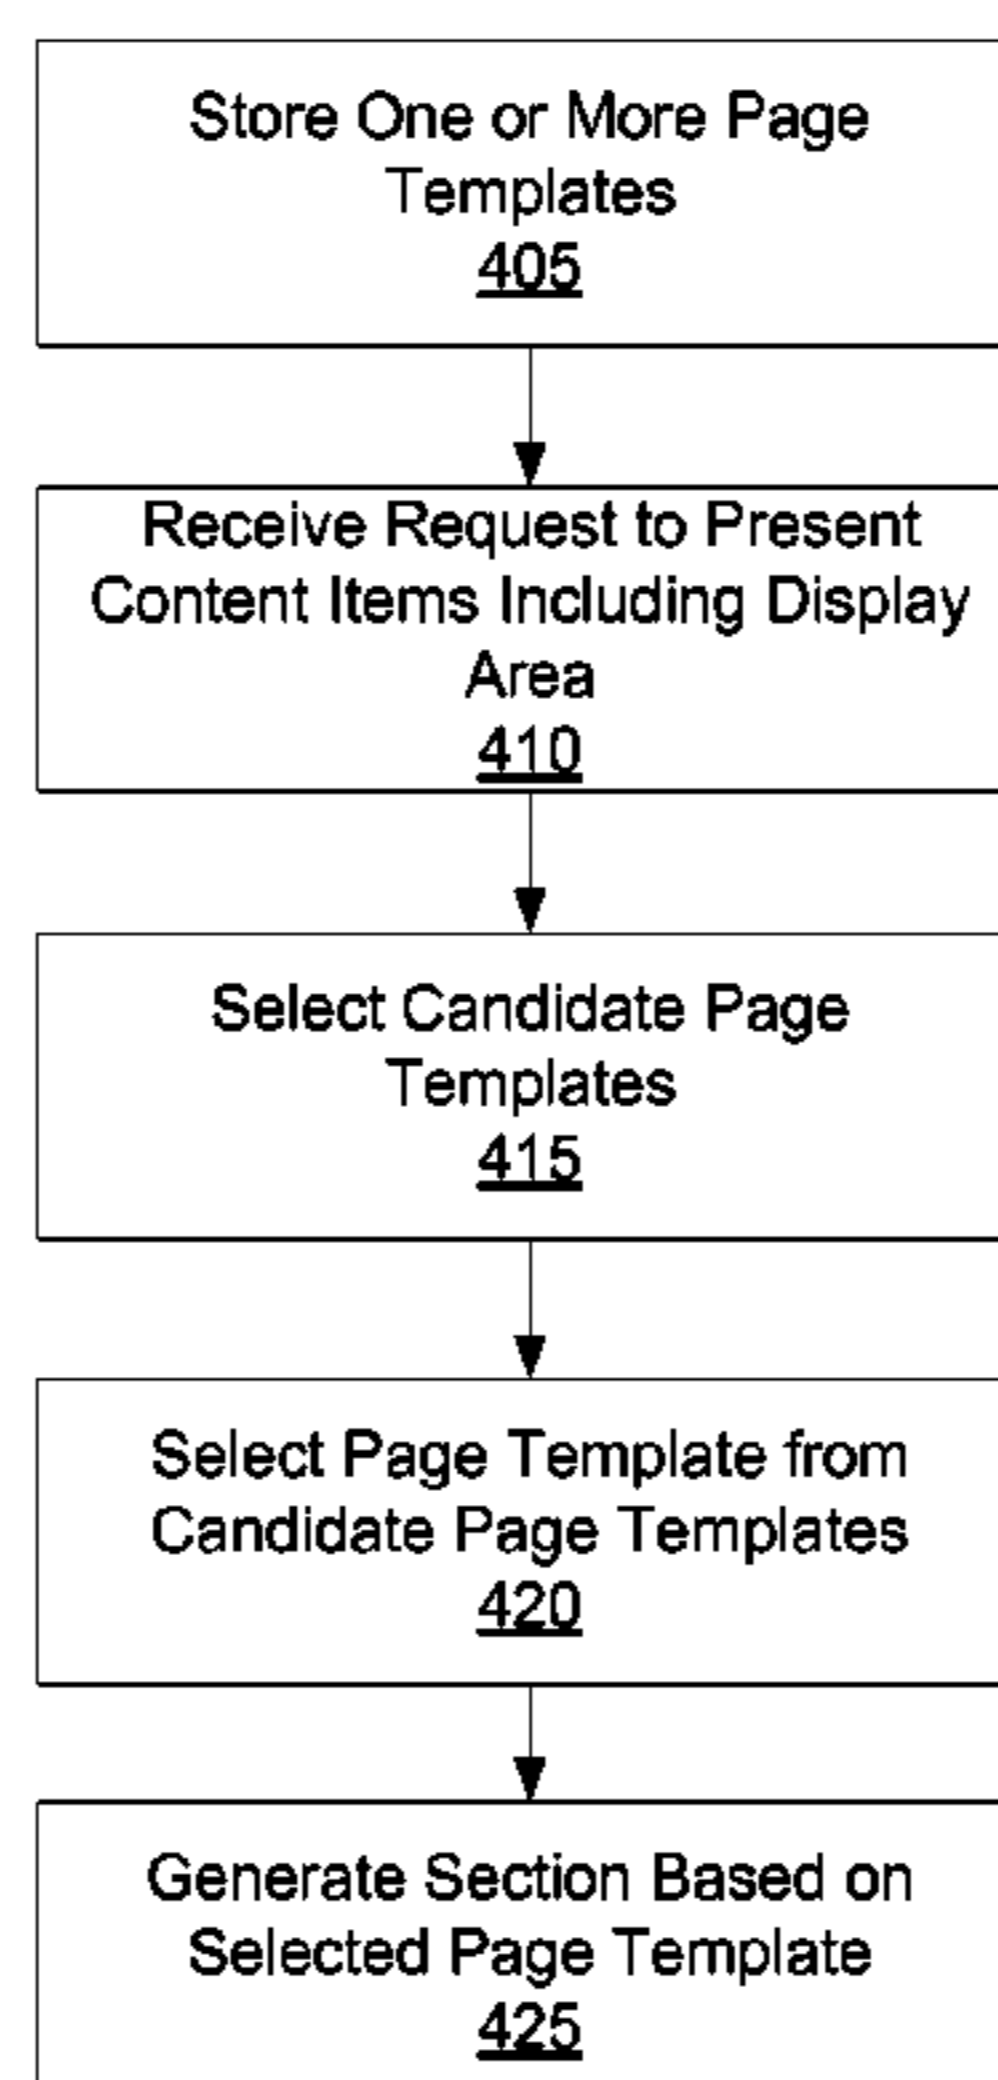 Store One or More Page
Templates
405
Receive Request to Present
Content Items Including Display
Area
410
Select Candidate Page
Templates
415
Select Page Template from
Candidate Page Templates
420
Generate Section Based on
Selected Page Template
425